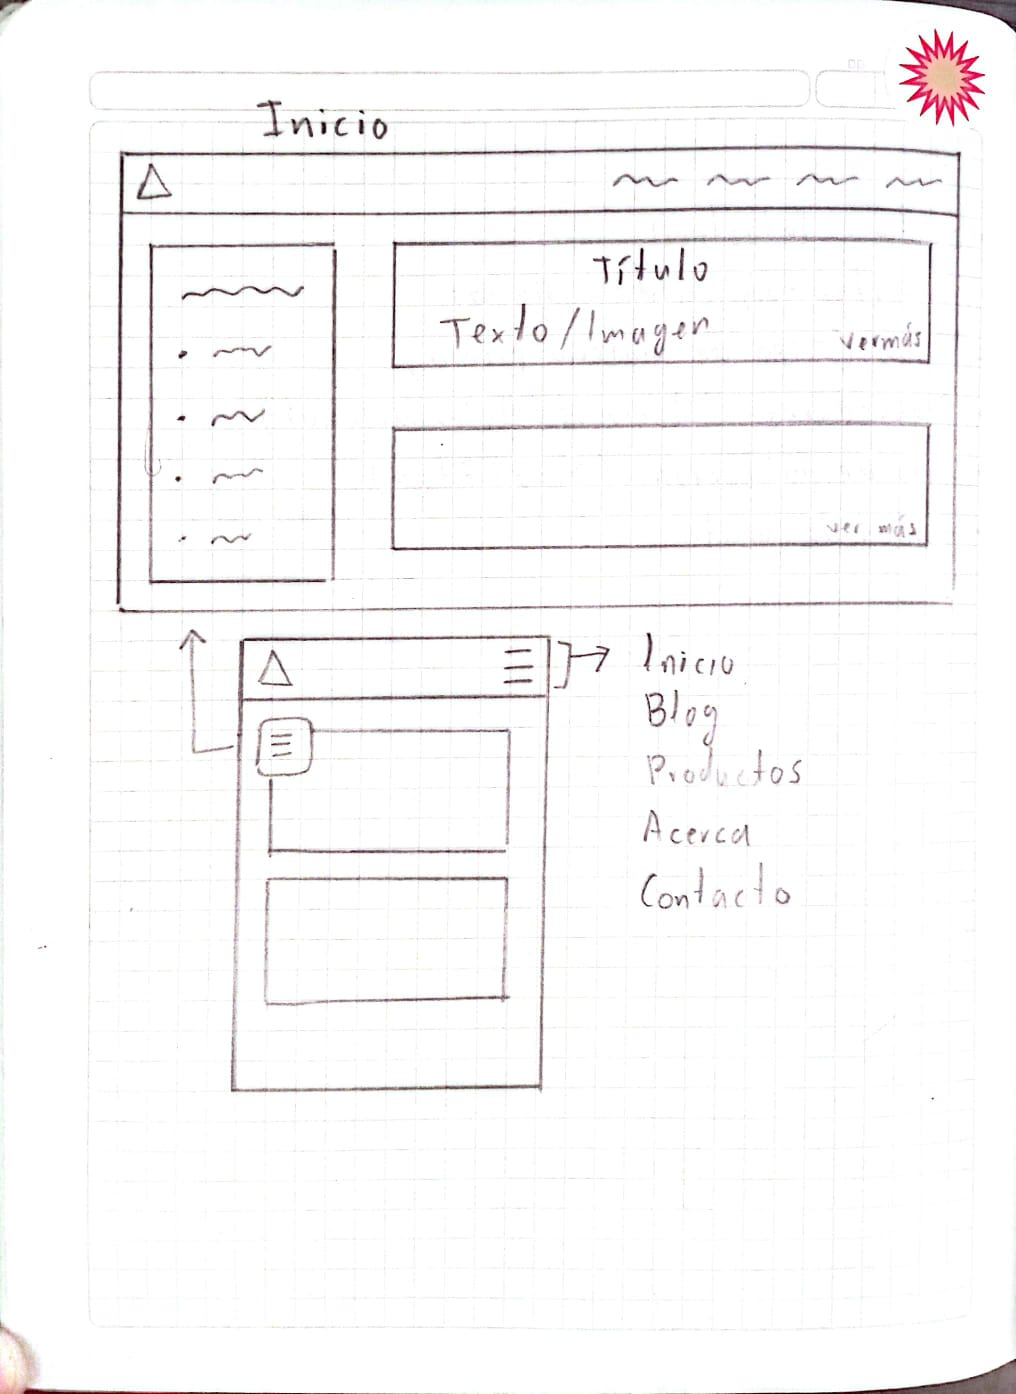 Inicio
Título
Texto/Imagen
ver más
ver más
Inicio
Blog
Productos
Acerca
Contacto